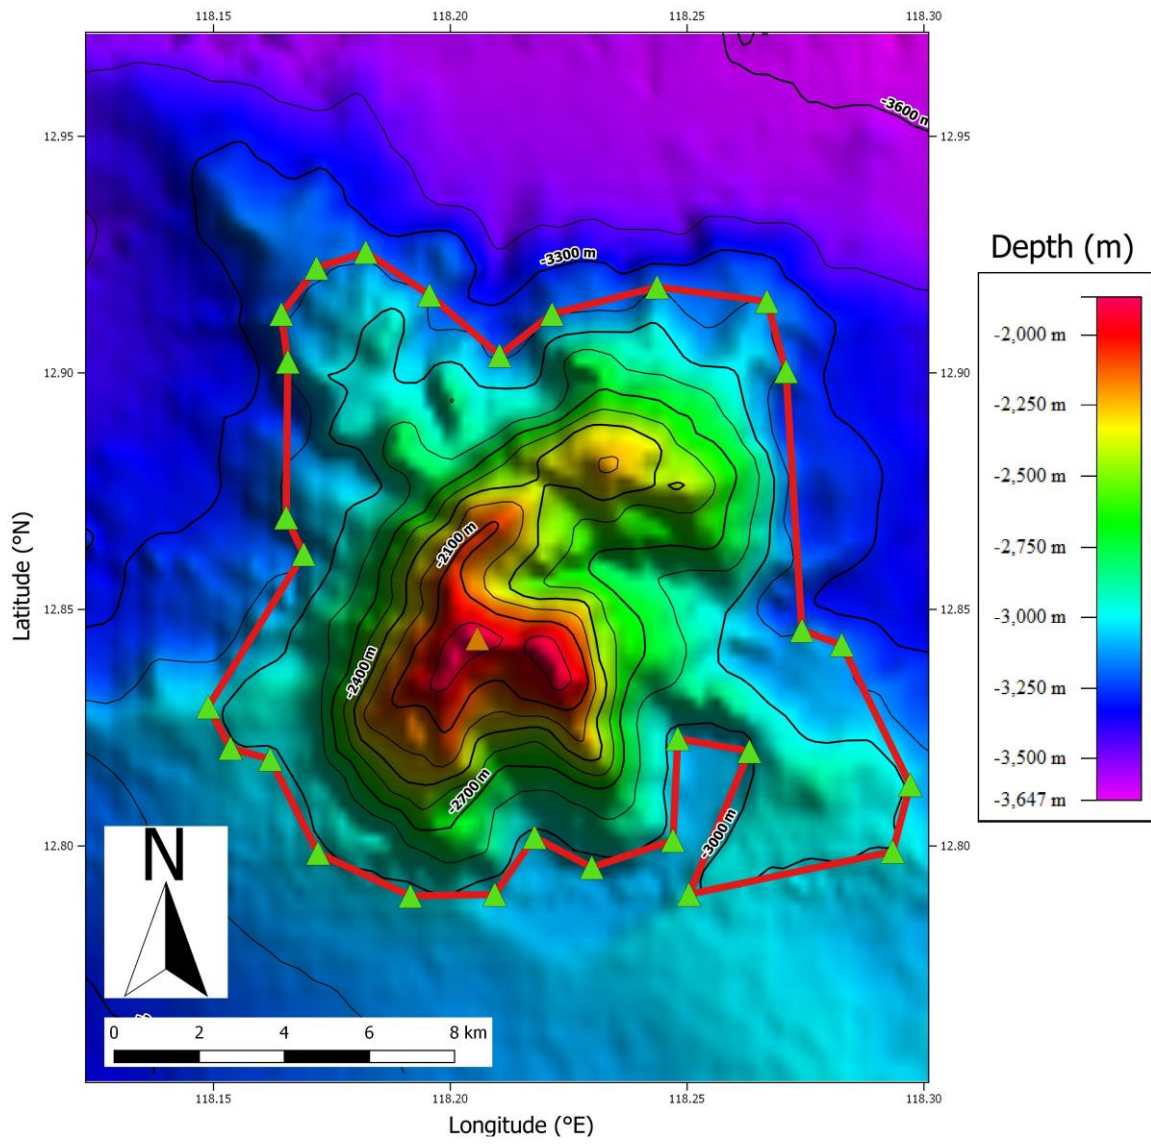 118.15 118.20 118.25 118.30
-3600 m
12.95 12.95
-3300 m
Depth (m)
-2,000 m
12.90 12.90
-2,250 m
-2,500 m
-2100 m
-2,750 m
Latitude (°N)
12.85 12.85
-3,000 m
-2400 m
-3,250 m
-3,500 m
-2700 m
-3,647 m
-3000 m
12.80 12.80
N
0 2 4 6 8 km
118.15 118.20 118.25 118.30
Longitude (°E)